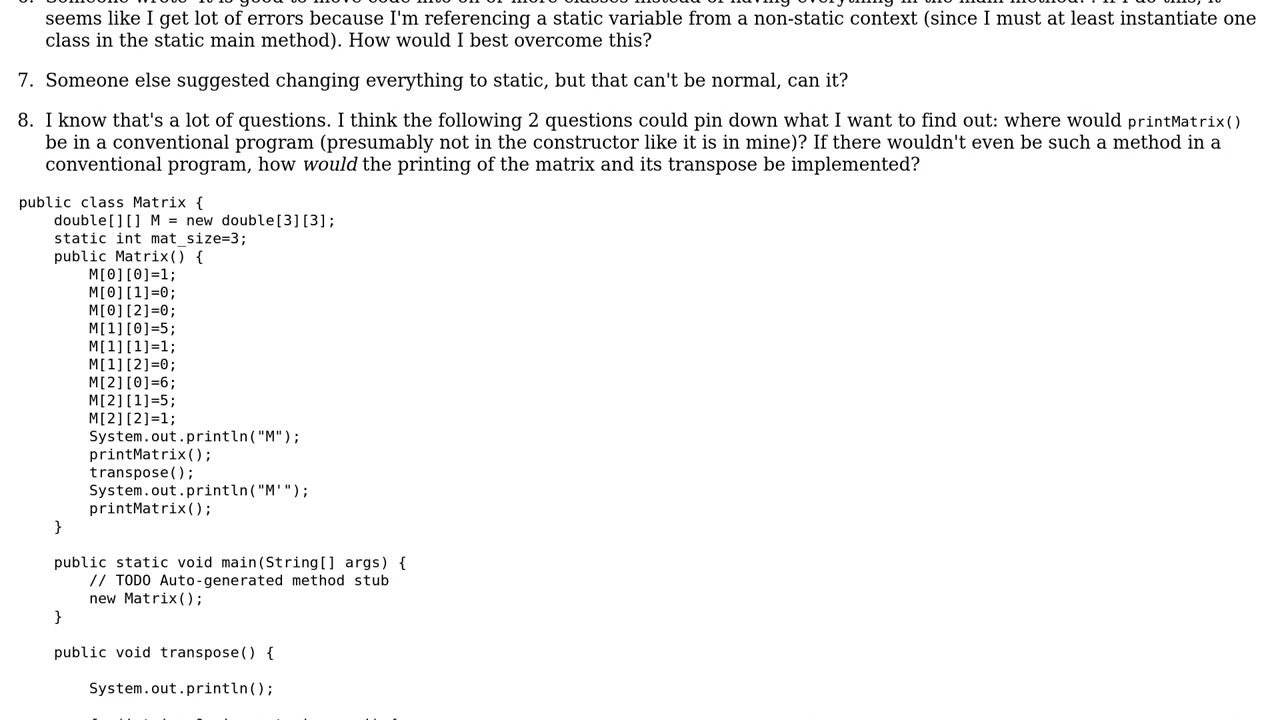 seems like I get lot of errors because I'm referencing a static variable from a non-static context (since I must at least instantiate one
class in the static main method). How would I best overcome this?
7. Someone else suggested changing everything to static, but that can't be normal, can it?
8. I know that's a lot of questions. I think the following 2 questions could pin down what I want to find out: where would printMatrix()
be in a conventional program (presumably not in the constructor like it is in mine)? If there wouldn't even be such a method in a
conventional program, how would the printing of the matrix and its transpose be implemented?
public class Matrix {
    double[][] M = new double[3][3];
    static int mat_size=3;
    public Matrix() {
        M[0][0]=1;
        M[0][1]=0;
        M[0][2]=0;
        M[1][0]=5;
        M[1][1]=1;
        M[1][2]=0;
        M[2][0]=6;
        M[2][1]=5;
        M[2][2]=1;
        System.out.println("M");
        printMatrix();
        transpose();
        System.out.println("M'");
        printMatrix();
    }
    public static void main(String[] args) {
        // TODO Auto-generated method stub
        new Matrix();
    }
    public void transpose() {
        System.out.println();